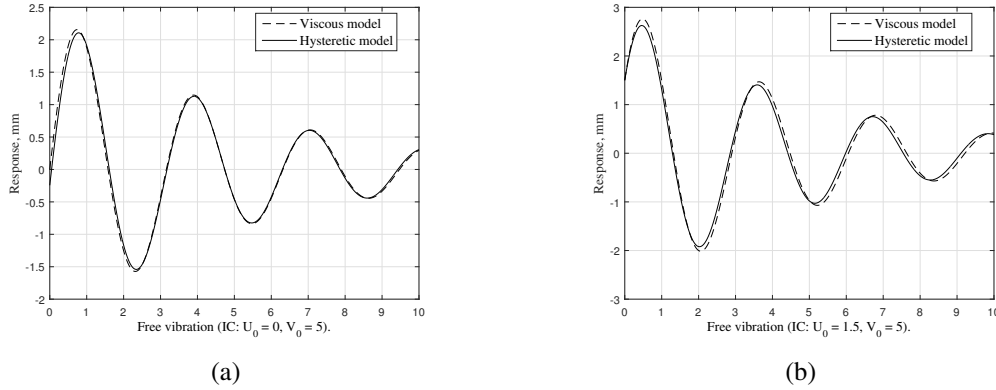 2.5
2
1.5
1
0.5
0
-0.5
-1
-1.5
-2
Response, mm
0 1 2 3 4 5 6 7 8 9 10
Free vibration (IC: U0 = 0, V0 = 5).
Viscous model
Hysteretic model
(a)
3
2
1
0
-1
-2
-3
Response, mm
0 1 2 3 4 5 6 7 8 9 10
Free vibration (IC: U0 = 1.5, V0 = 5).
Viscous model
Hysteretic model
(b)